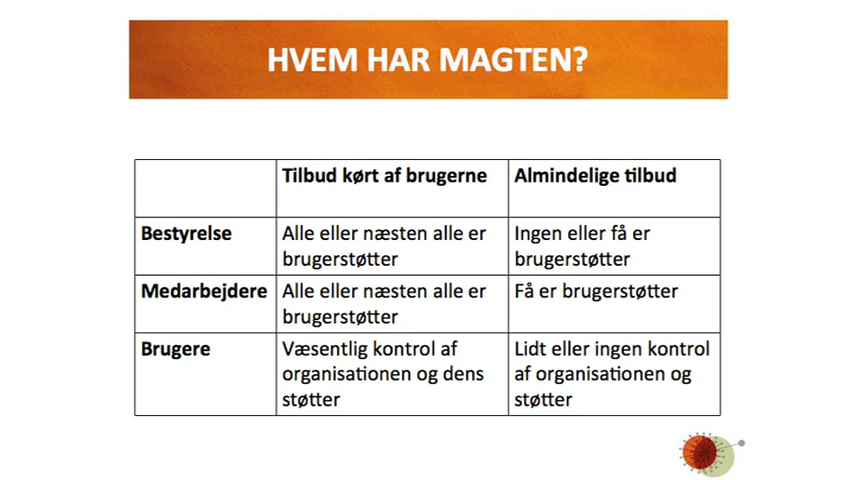 HVEM HAR MAGTEN?
Tilbud kørt af brugerne
Almindelige tilbud
Bestyrelse
Alle eller næsten alle er
brugerstøtter
Ingen eller få er
brugerstøtter
Medarbejdere
Alle eller næsten alle er
brugerstøtter
Få er brugerstøtter
Brugere
Væsentlig kontrol af
organisationen og dens
støtter
Lidt eller ingen kontrol
af organisationen og
støtter